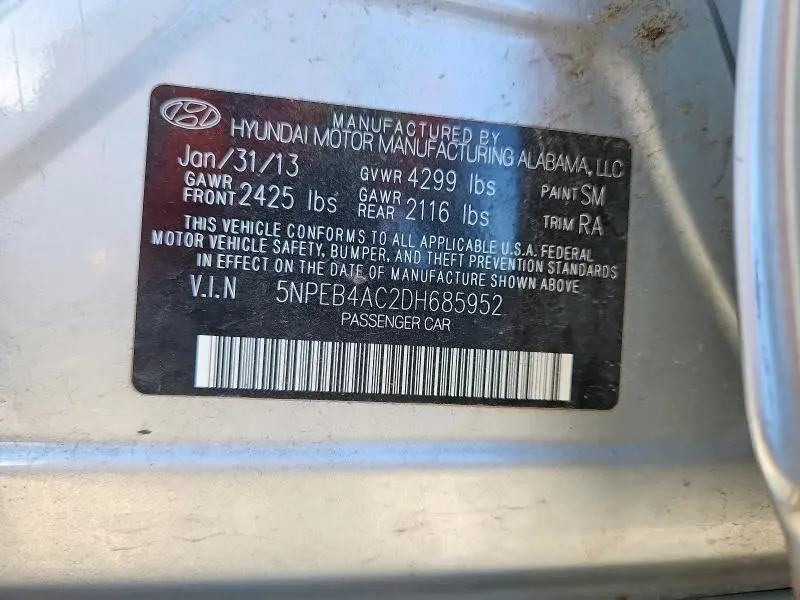 MANUFACTURED BY
HYUNDAI MOTOR MANUFACTURING ALABAMA, LLC
Jan/31/13 GVWR 4299 lbs PAINT SM
GAWR FRONT 2425 lbs GAWR REAR 2116 lbs TRIM RA
THIS VEHICLE CONFORMS TO ALL APPLICABLE U.S.A. FEDERAL
MOTOR VEHICLE SAFETY, BUMPER, AND THEFT PREVENTION STANDARDS
IN EFFECT ON THE DATE OF MANUFACTURE SHOWN ABOVE
V.I.N 5NPEB4AC2DH685952
PASSENGER CAR